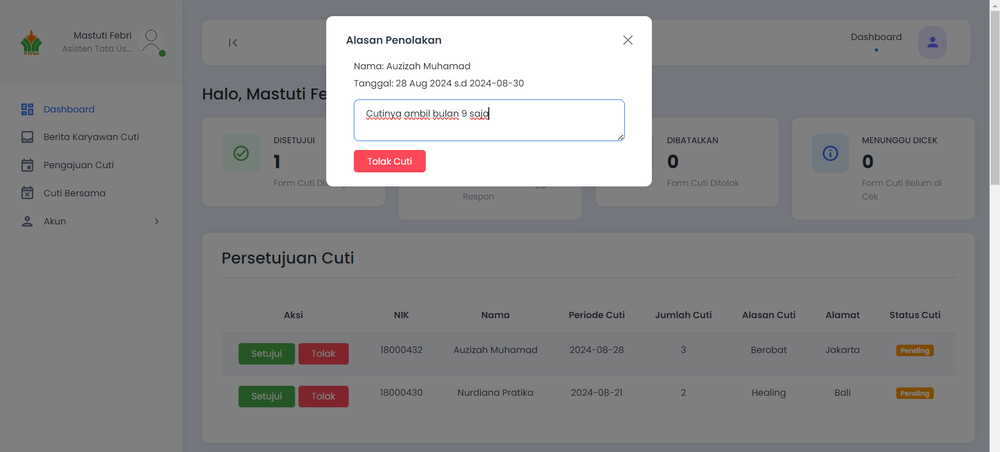 PTPN4
Mastuti Febri
Asisten Tata Us...
Dashboard
Berita Karyawan Cuti
Pengajuan Cuti
Cuti Bersama
Akun
Dashboard
Alasan Penolakan
Nama: Auzizah Muhamad
Tanggal: 28 Aug 2024 s.d 2024-08-30
Cutinya ambil bulan 9 saja
Tolak Cuti
Halo, Mastuti Fe
DISETUJUI
1
Form Cuti Dis
Respon
DIBATALKAN
0
Form Cuti Ditolak
MENUNGGU DICEK
0
Form Cuti Belum di
Cek
Persetujuan Cuti
Aksi NIK Nama Periode Cuti Jumlah Cuti Alasan Cuti Alamat Status Cuti
Setujui Tolak 18000432 Auzizah Muhamad 2024-08-28 3 Berobat Jakarta Pending
Setujui Tolak 18000430 Nurdiana Pratika 2024-08-21 2 Healing Bali Pending